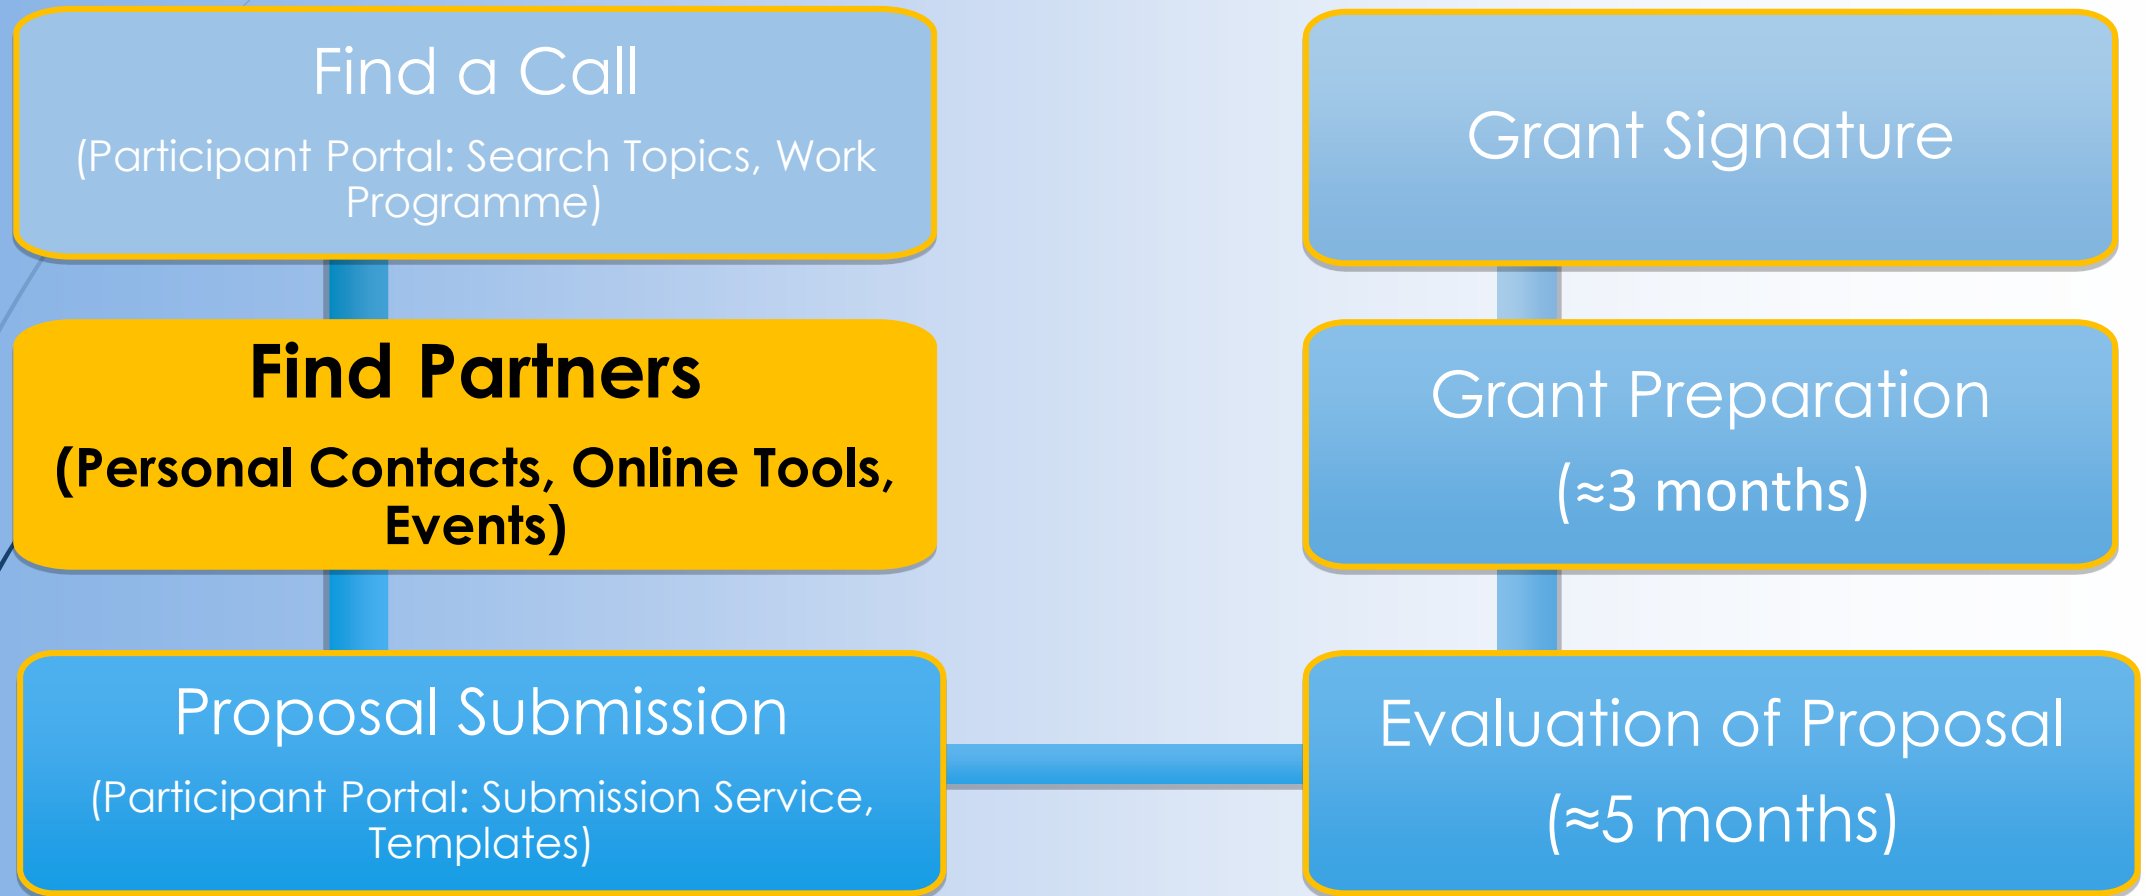 Find a Call
(Participant Portal: Search Topics, Work
Programme)
Find Partners
(Personal Contacts, Online Tools,
Events)
Proposal Submission
(Participant Portal: Submission Service,
Templates)
Evaluation of Proposal
(≈5 months)
Grant Preparation
(≈3 months)
Grant Signature